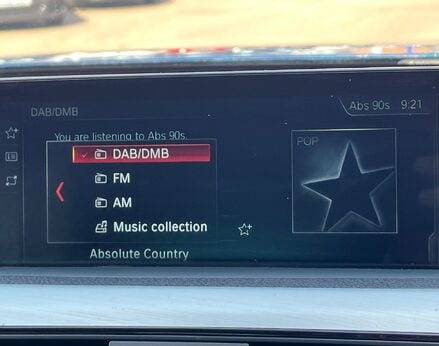 DAB/DMB
Abs 90s 9:21
You are listening to Abs 90s.
DAB/DMB
FM
AM
Music collection
Absolute Country
POP